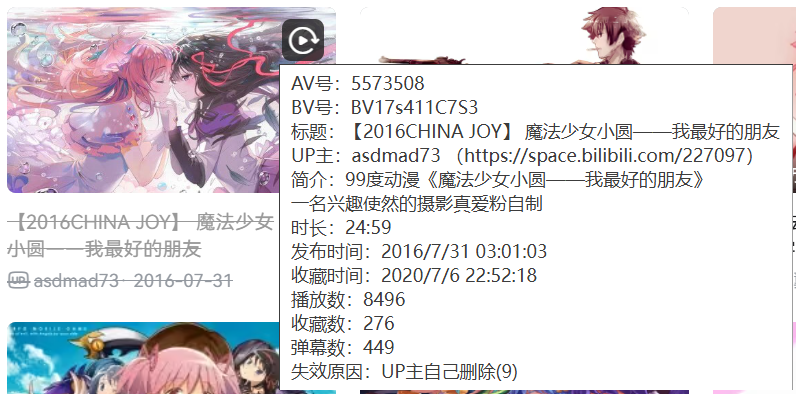 AV号：5573508
BV号：BV17s411C7S3
标题：【2016CHINA JOY】 魔法少女小圆——我最好的朋友
UP主：asdmad73 （https://space.bilibili.com/227097）
简介：99度动漫《魔法少女小圆——我最好的朋友》
一名兴趣使然的摄影真爱粉自制
时长：24:59
发布时间：2016/7/31 03:01:03
收藏时间：2020/7/6 22:52:18
播放数：8496
收藏数：276
弹幕数：449
失效原因：UP主自己删除(9)
【2016CHINA JOY】 魔法少女
小圆——我最好的朋友
UP asdmad73· 2016-07-31